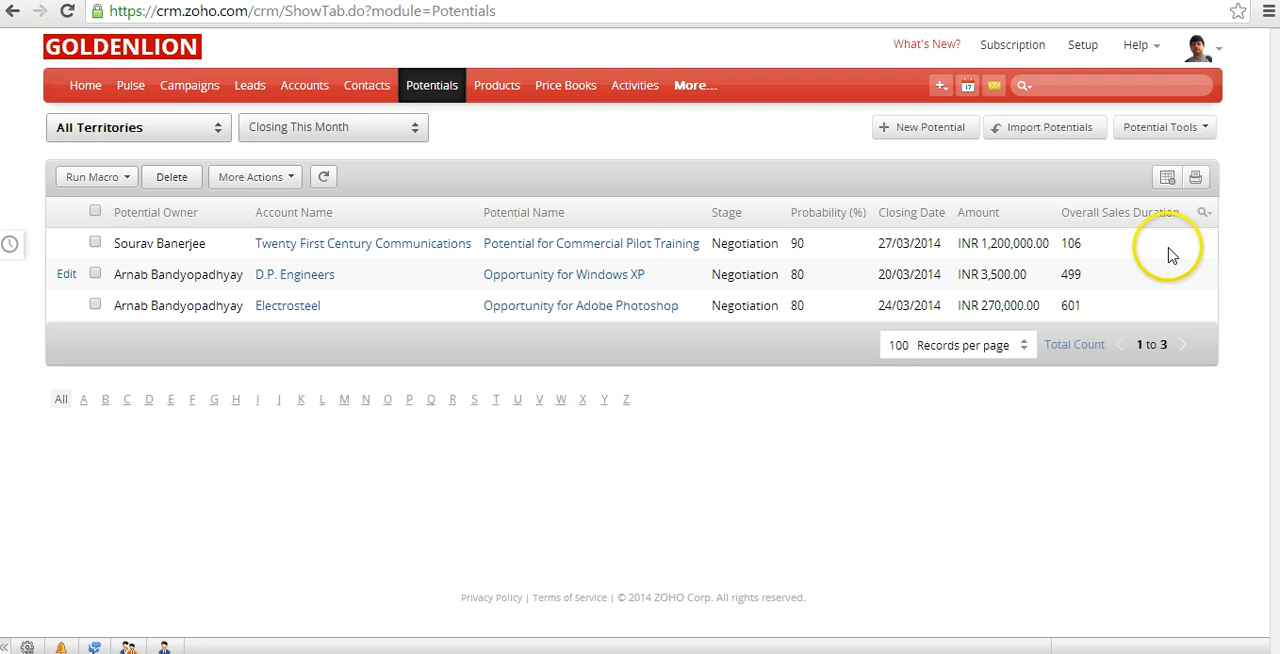 https://crm.zoho.com/crm/ShowTab.do?module=Potentials
GOLDENLION
What's New? Subscription Setup Help
Home Pulse Campaigns Leads Accounts Contacts Potentials Products Price Books Activities More...
17
All Territories Closing This Month New Potential Import Potentials Potential Tools
Run Macro Delete More Actions
Potential Owner Account Name Potential Name Stage Probability (%) Closing Date Amount Overall Sales Duration
Sourav Banerjee Twenty First Century Communications Potential for Commercial Pilot Training Negotiation 90 27/03/2014 INR 1,200,000.00 106
Edit Arnab Bandyopadhyay D.P. Engineers Opportunity for Windows XP Negotiation 80 20/03/2014 INR 3,500.00 499
Arnab Bandyopadhyay Electrosteel Opportunity for Adobe Photoshop Negotiation 80 24/03/2014 INR 270,000.00 601
100 Records per page Total Count 1 to 3
All A B C D E F G H I J K L M N O P Q R S T U V W X Y Z
Privacy Policy | Terms of Service | © 2014 ZOHO Corp. All rights reserved.